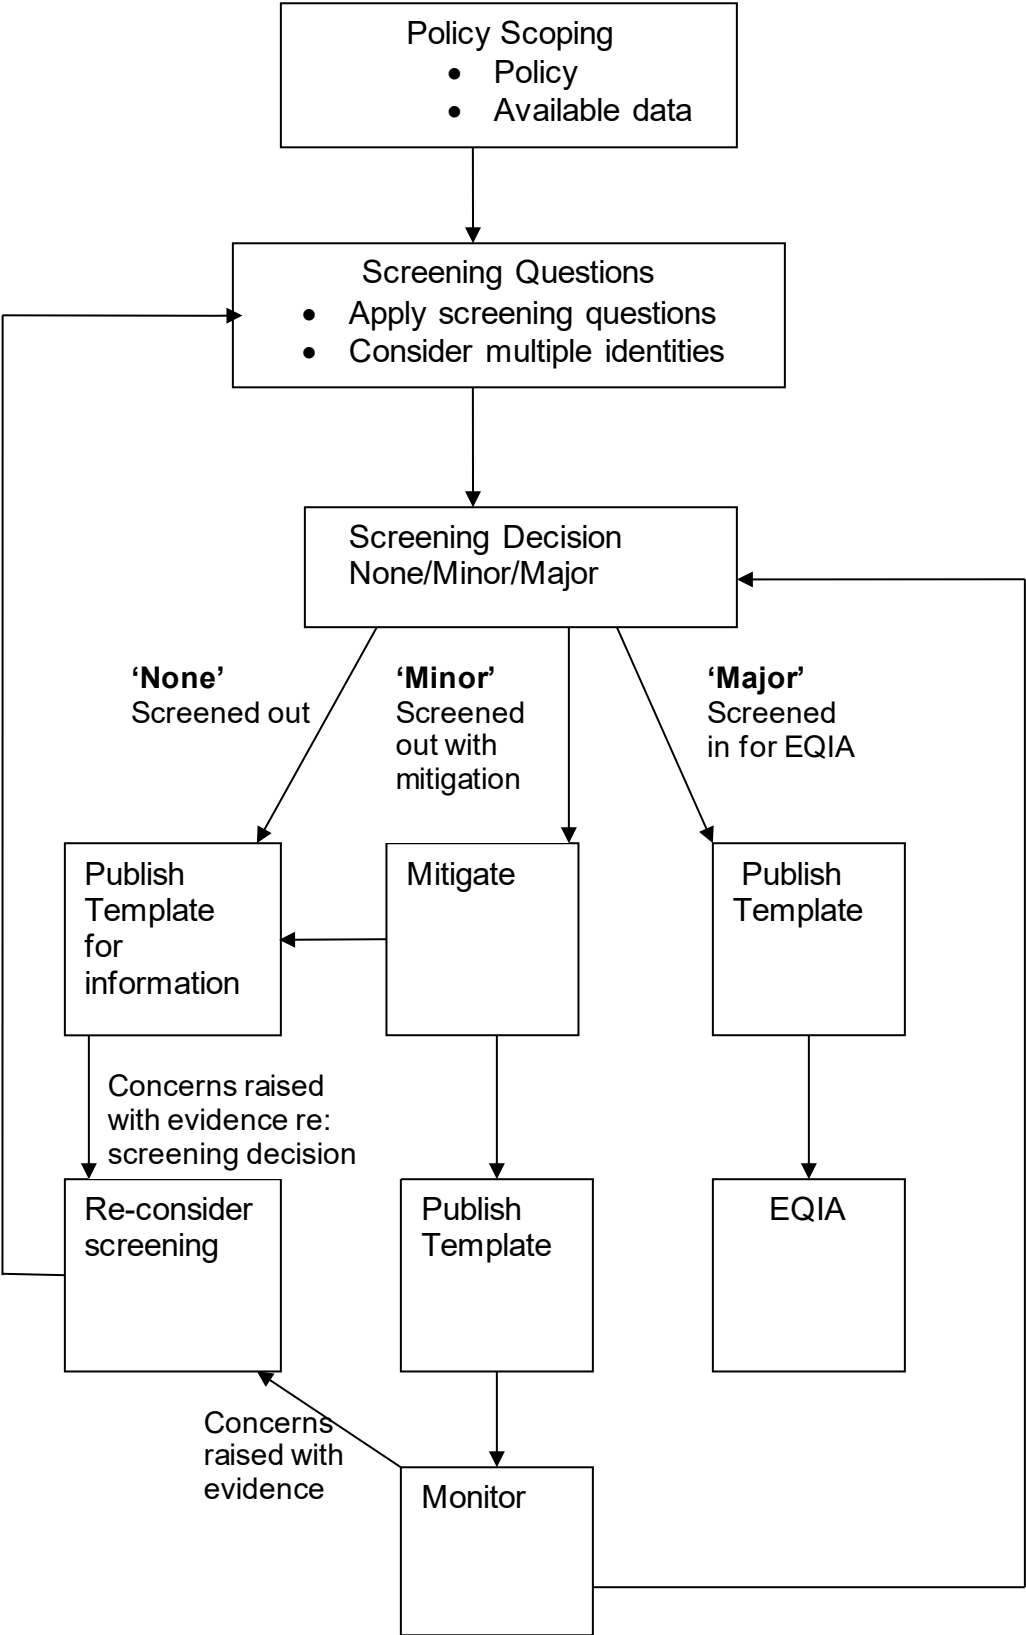 Policy Scoping
• Policy
• Available data
Screening Questions
• Apply screening questions
• Consider multiple identities
Screening Decision
None/Minor/Major
‘None’
Screened out
‘Minor’
Screened
out with
mitigation
‘Major’
Screened
in for EQIA
Publish
Template
for
information
Mitigate
Publish
Template
Concerns raised
with evidence re:
screening decision
Re-consider
screening
Publish
Template
EQIA
Concerns
raised with
evidence
Monitor